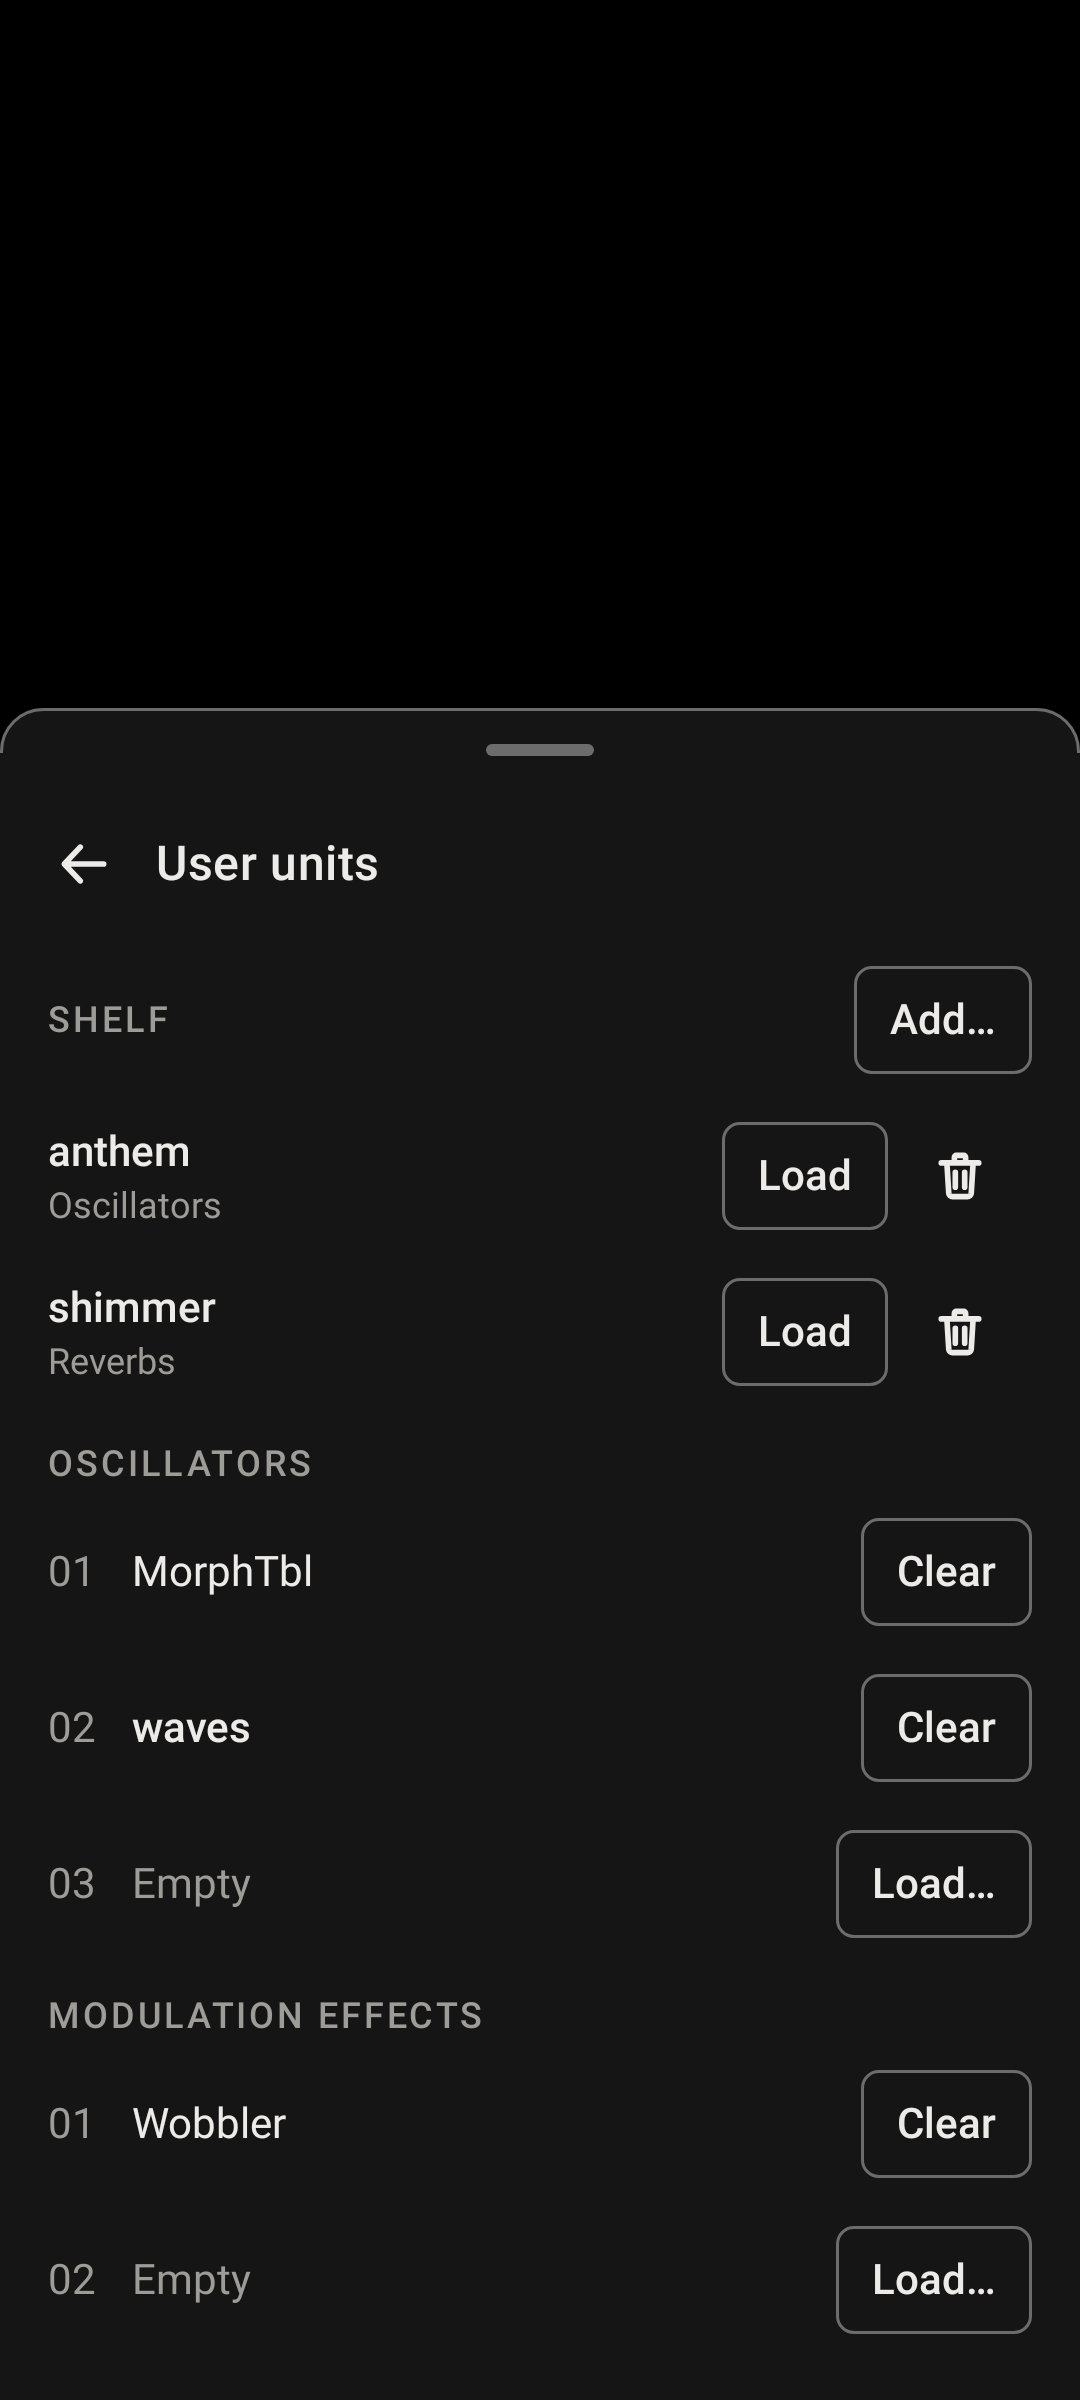 User units
SHELF
Add...
anthem
Load
Oscillators
shimmer
Load
Reverbs
OSCILLATORS
01 MorphTbl Clear
02 waves Clear
03 Empty Load...
MODULATION EFFECTS
01 Wobbler Clear
02 Empty Load...